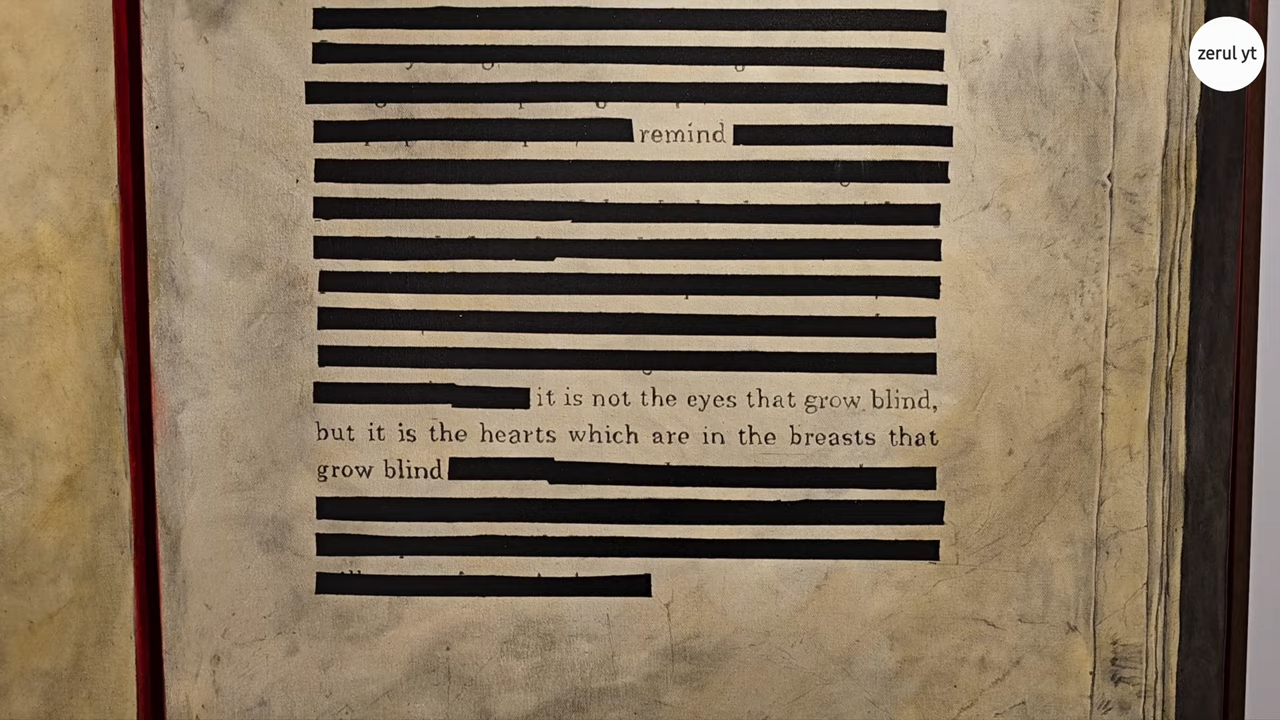 zerul yt
remind
it is not the eyes that grow blind,
but it is the hearts which are in the breasts that
grow blind